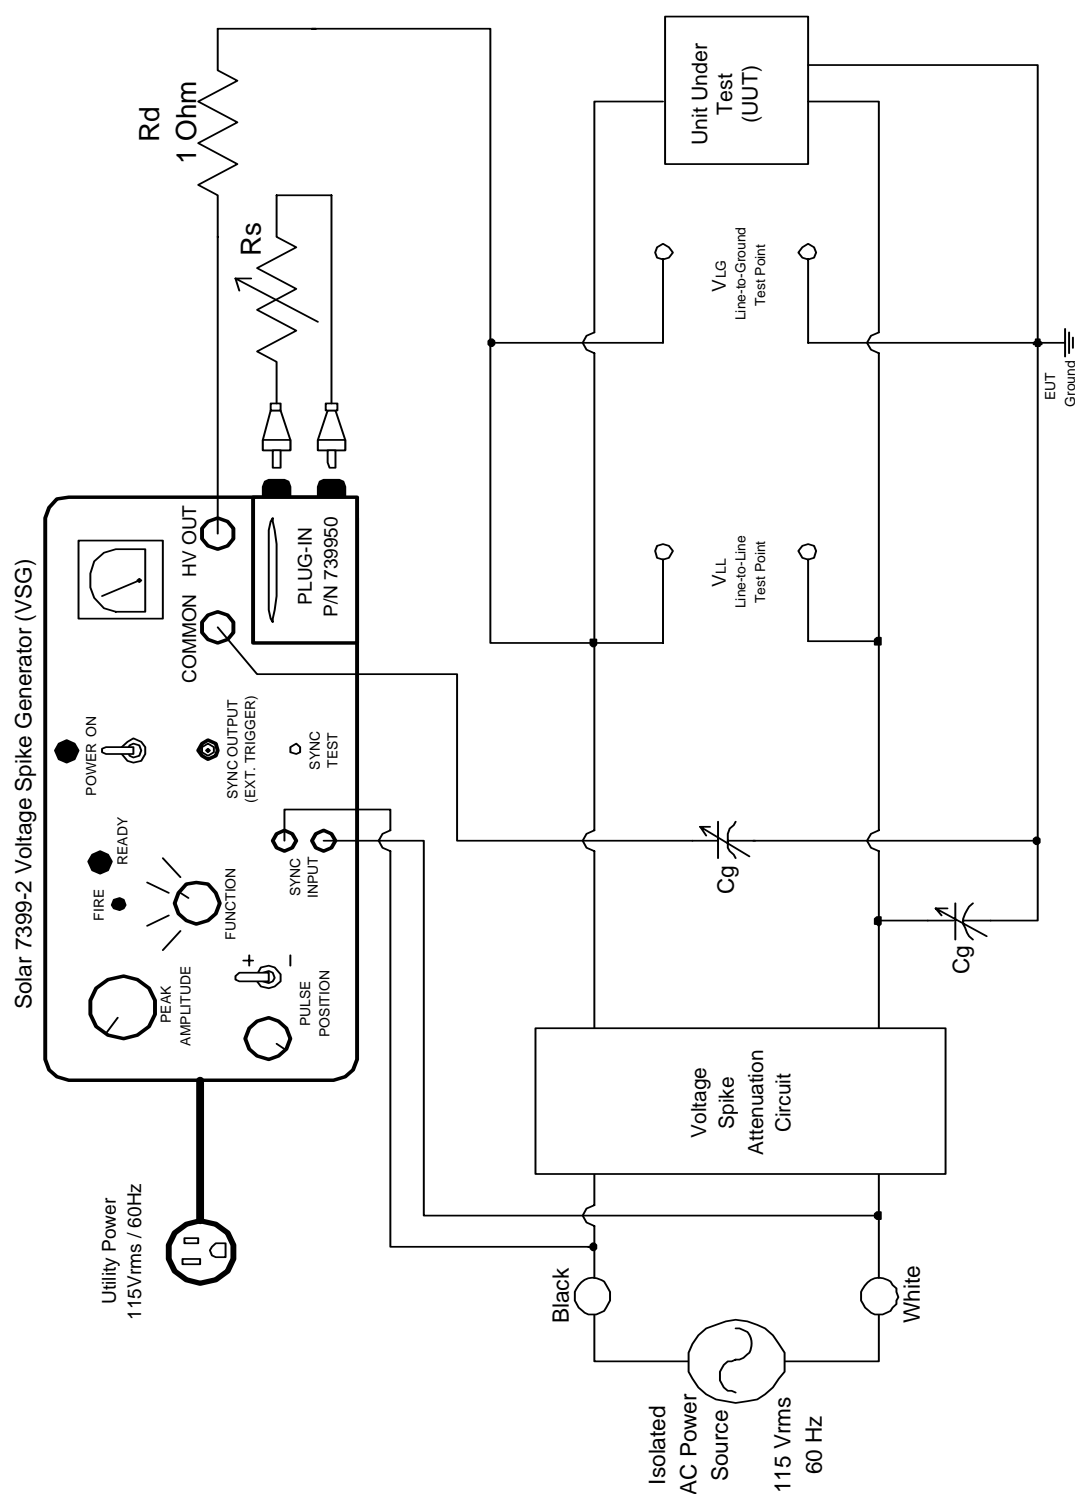 Solar 7399-2 Voltage Spike Generator (VSG)
Utility Power
115Vrms / 60Hz
PEAK
AMPLITUDE
FIRE
READY
POWER ON
+
−
PULSE
POSITION
FUNCTION
SYNC
INPUT
SYNC OUTPUT
(EXT. TRIGGER)
SYNC
TEST
COMMON
HV OUT
PLUG-IN
P/N 739950
Rs
Rd
1 Ohm
Isolated
AC Power
Source
115 Vrms
60 Hz
Black
White
Voltage
Spike
Attenuation
Circuit
Cg
Cg
VLL
Line-to-Line
Test Point
VLG
Line-to-Ground
Test Point
Unit Under
Test
(UUT)
EUT
Ground